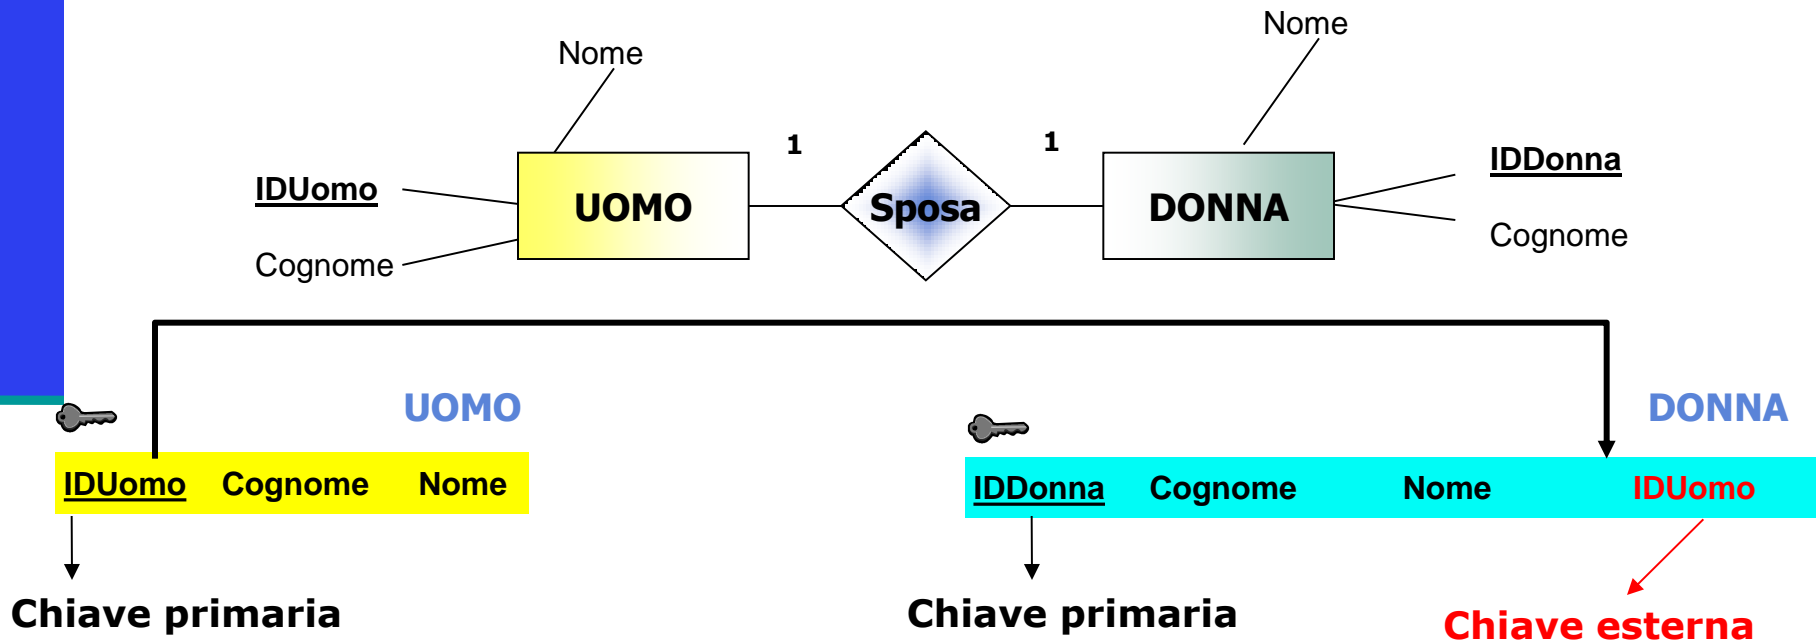 Nome
Nome
1
1
IDUomo
UOMO
Sposa
DONNA
IDDonna
Cognome
Cognome
UOMO
DONNA
IDUomo Cognome Nome
IDDonna Cognome Nome IDUomo
Chiave primaria
Chiave primaria
Chiave esterna